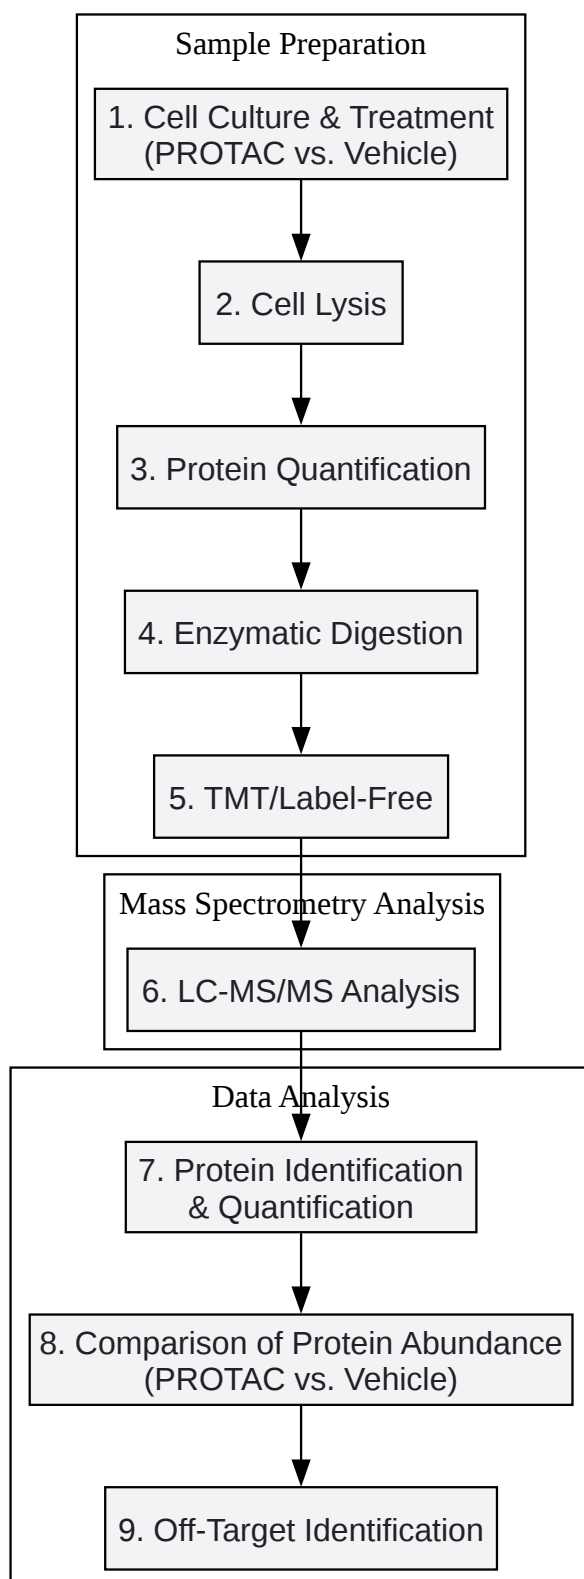 Sample Preparation
1. Cell Culture & Treatment
(PROTAC vs. Vehicle)
2. Cell Lysis
3. Protein Quantification
4. Enzymatic Digestion
5. TMT/Label-Free
Mass Spectrometry Analysis
6. LC-MS/MS Analysis
Data Analysis
7. Protein Identification
& Quantification
8. Comparison of Protein Abundance
(PROTAC vs. Vehicle)
9. Off-Target Identification